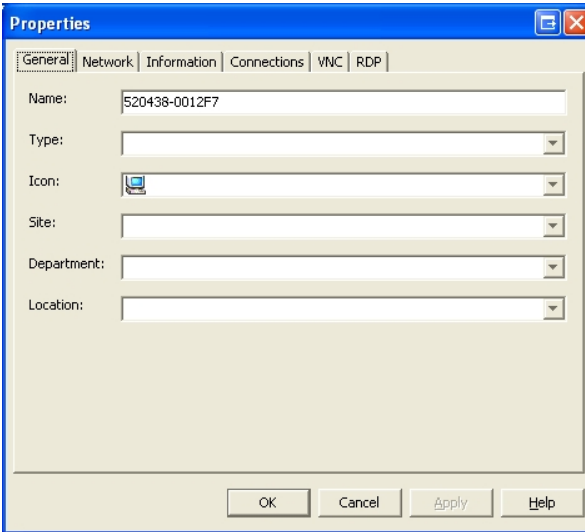 Properties
General Network Information Connections VNC RDP
Name: 520438-0012F7
Type:
Icon:
Site:
Department:
Location:
OK Cancel Apply Help